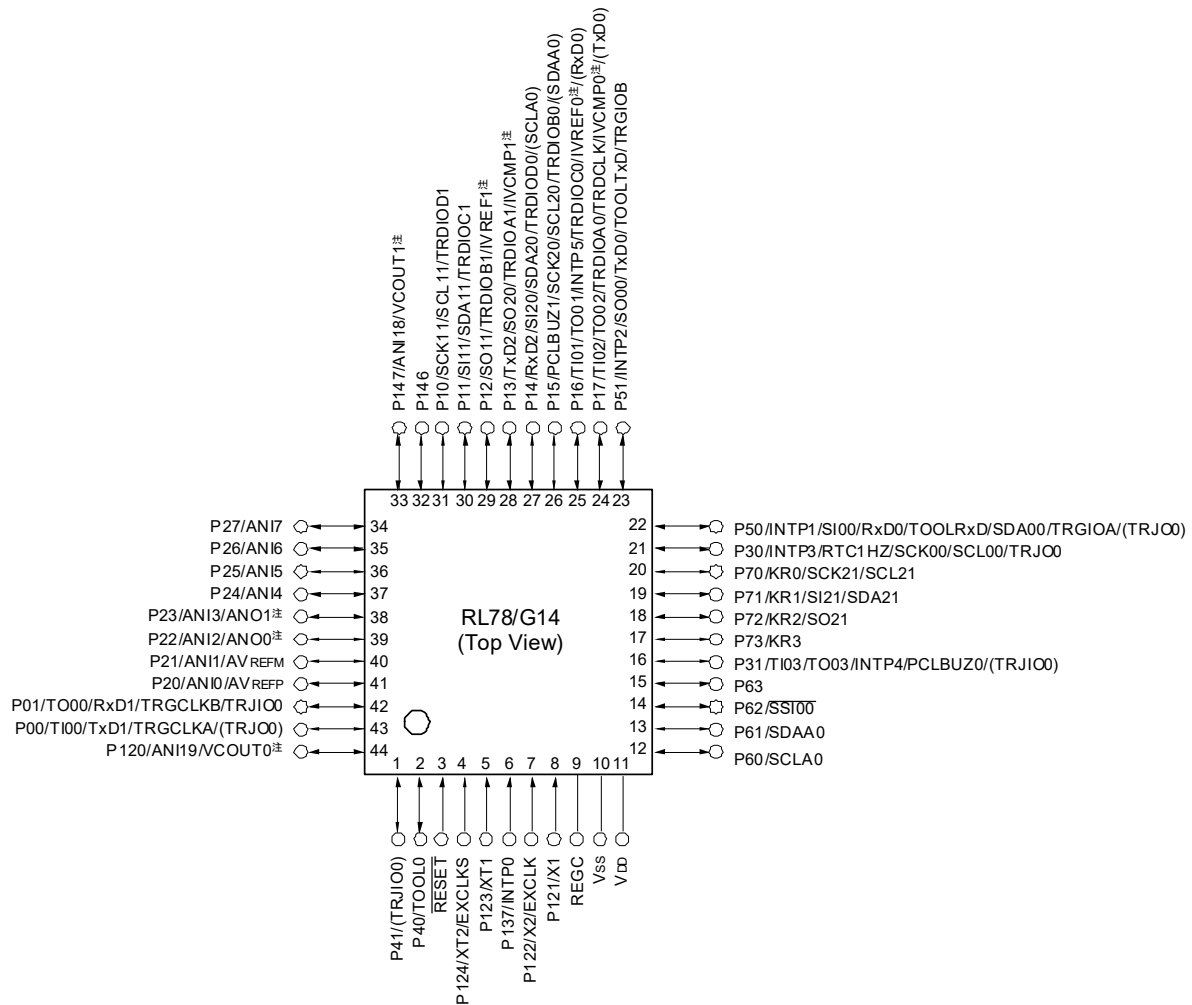 P147/ANI18/VCOUT1注
P146
P10/SCK11/SCL11/TRDIOD1
P11/SI11/SDA11/TRDIOC1
P12/SO11/TRDIOB1/IVREF1注
P13/TxD2/SO20/TRDIOA1/IVCMP1注
P14/RxD2/SI20/SDA20/TRDIOD0/(SCLA0)
P15/PCLBUZ1/SCK20/SCL20/TRDIOB0/(SDAA0)
P16/TI01/TO01/INTP5/TRDIOC0/IVREF0注/(RxD0)
P17/TI02/TO02/TRDIOA0/TRDCLK/IVCMP0注/(TxD0)
P51/INTP2/SO00/TxD0/TOOLTxD/TRGIOB
33 32 31 30 29 28 27 26 25 24 23
P27/ANI7 34
P26/ANI6 35
P25/ANI5 36
P24/ANI4 37
P23/ANI3/ANO1注 38
P22/ANI2/ANO0注 39
P21/ANI1/AVREFM 40
P20/ANI0/AVREFP 41
P01/TO00/RxD1/TRGCLKB/TRJIO0 42
P00/TI00/TxD1/TRGCLKA/(TRJO0) 43
P120/ANI19/VCOUT0注 44
RL78/G14
(Top View)
22 P50/INTP1/SI00/RxD0/TOOLRxD/SDA00/TRGIOA/(TRJO0)
21 P30/INTP3/RTC1HZ/SCK00/SCL00/TRJO0
20 P70/KR0/SCK21/SCL21
19 P71/KR1/SI21/SDA21
18 P72/KR2/SO21
17 P73/KR3
16 P31/TI03/TO03/INTP4/PCLBUZ0/(TRJIO0)
15 P63
14 P62/SSI00
13 P61/SDAA0
12 P60/SCLA0
1 2 3 4 5 6 7 8 9 10 11
P41/(TRJIO0)
P40/TOOL0
RESET
P124/XT2/EXCLKS
P123/XT1
P137/INTP0
P122/X2/EXCLK
P121/X1
REGC
VSS
VDD